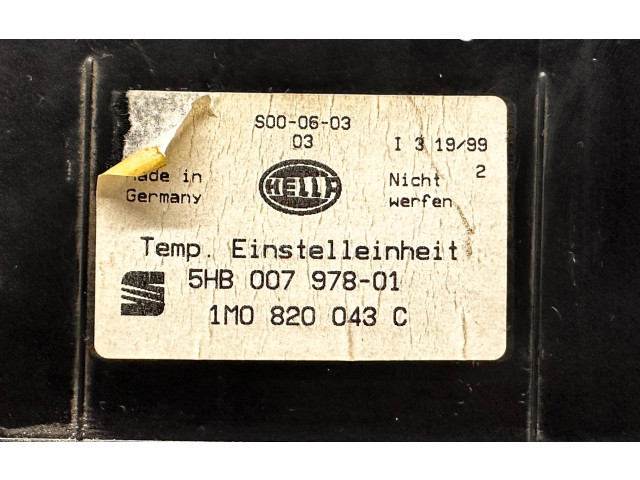 S00-06-03
03
I 3 19/99
2
Made in
Germany
HELLA
Nicht
werfen
Temp. Einstelleinheit
5HB 007 978-01
1M0 820 043 C